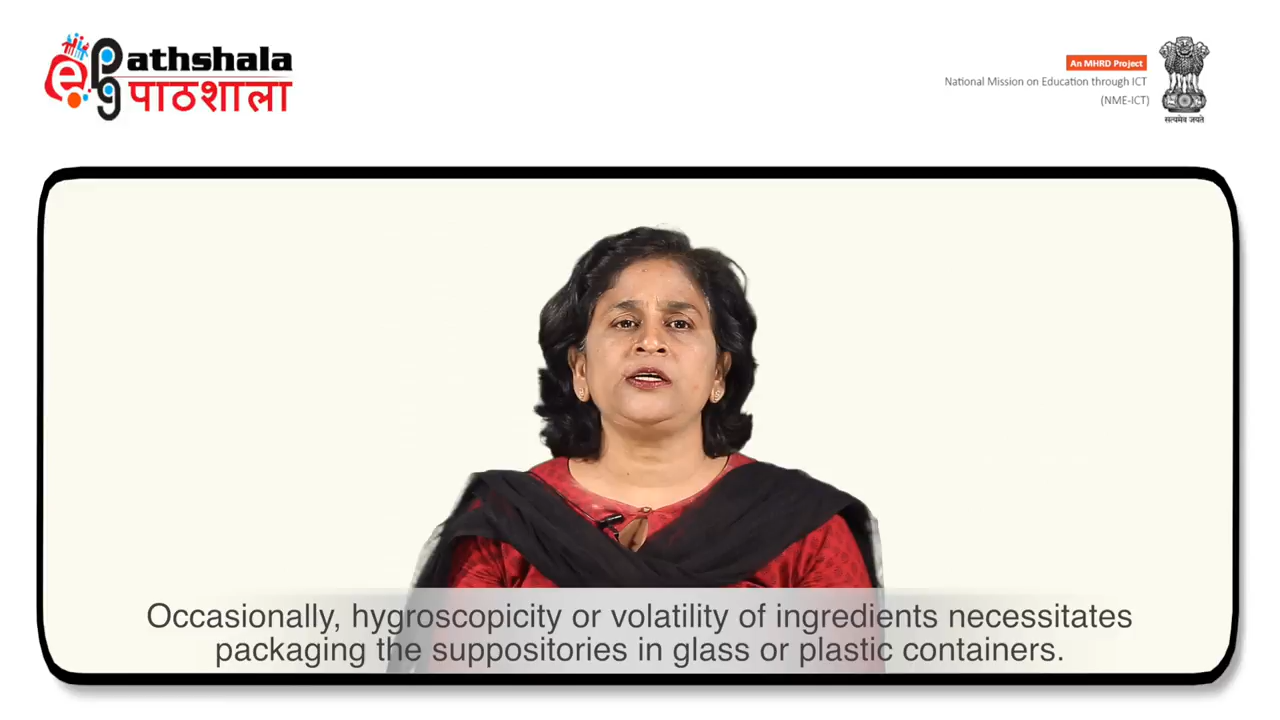 e pg Pathshala
पाठशाला
An MHRD Project
National Mission on Education through ICT
(NME-ICT)
सत्यमेव जयते
Occasionally, hygroscopicity or volatility of ingredients necessitates
packaging the suppositories in glass or plastic containers.